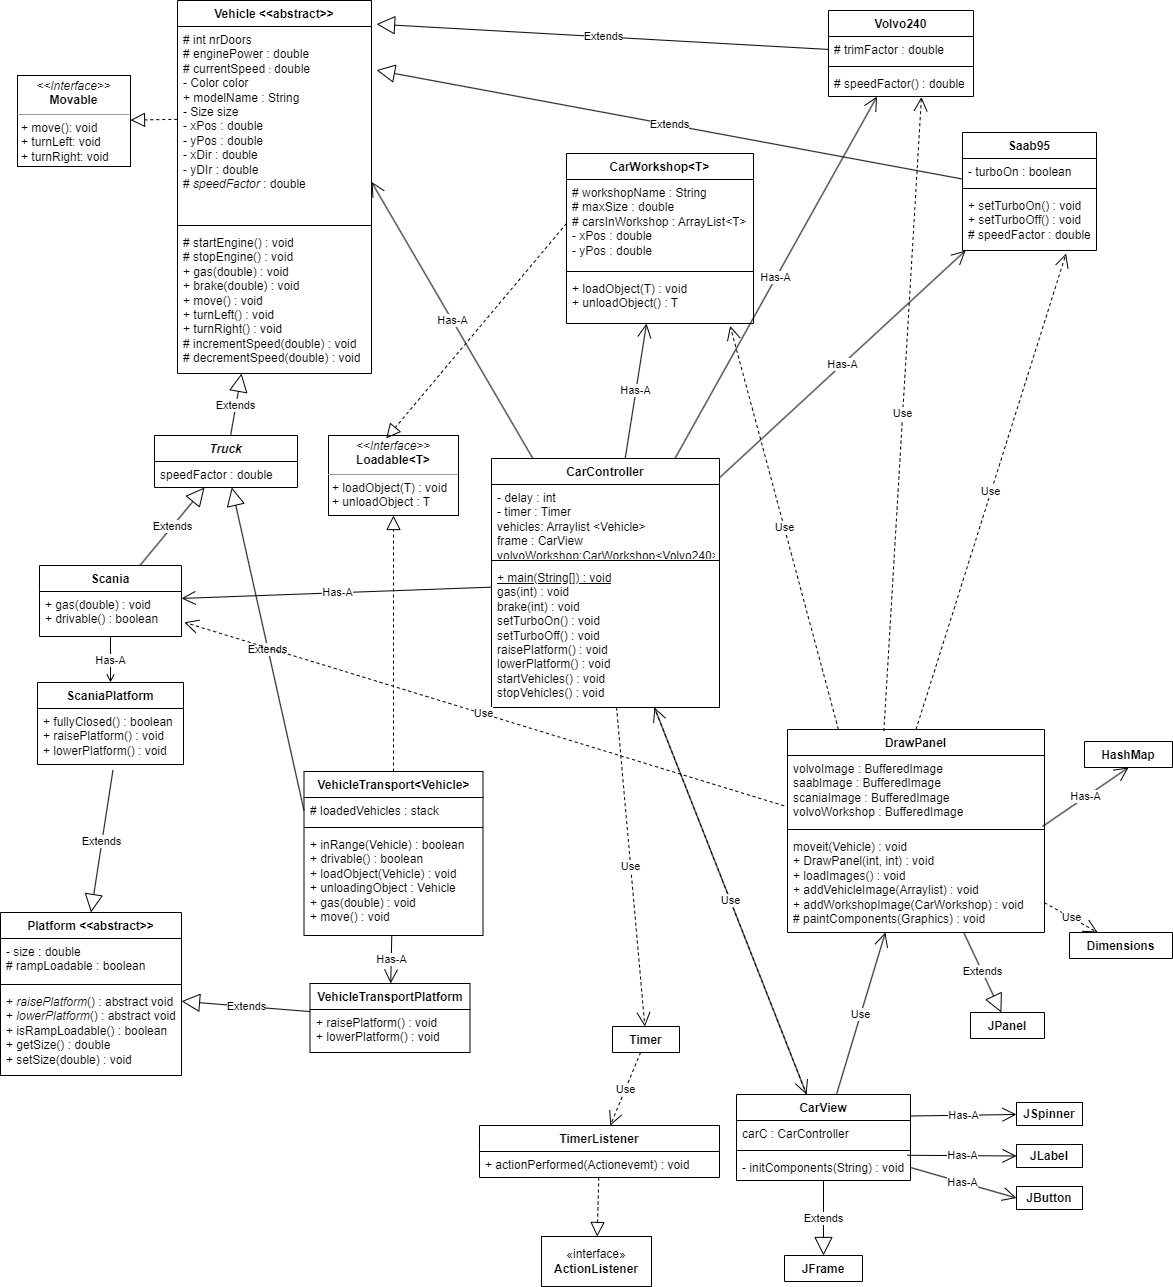 Vehicle <<abstract>>
# int nrDoors
# enginePower : double
# currentSpeed : double
- Color color
+ modelName : String
- Size size
- xPos : double
- yPos : double
- xDir : double
- yDIr : double
# speedFactor : double
# startEngine() : void
# stopEngine() : void
+ gas(double) : void
+ brake(double) : void
+ move() : void
+ turnLeft() : void
+ turnRight() : void
# incrementSpeed(double) : void
# decrementSpeed(double) : void
<<Interface>>
Movable
+ move(): void
+ turnLeft: void
+ turnRight: void
Extends
Volvo240
# trimFactor : double
# speedFactor() : double
Extends
Saab95
- turboOn : boolean
+ setTurboOn() : void
+ setTurboOff() : void
# speedFactor : double
CarWorkshop<T>
# workshopName : String
# maxSize : double
# carsInWorkshop : ArrayList<T>
- xPos : double
- yPos : double
+ loadObject(T) : void
+ unloadObject() : T
Has-A
Has-A
Has-A
Has-A
Extends
Use
Use
Use
Truck
speedFactor : double
<<Interface>>
Loadable<T>
+ loadObject(T) : void
+ unloadObject : T
CarController
- delay : int
- timer : Timer
vehicles: Arraylist <Vehicle>
frame : CarView
volvoWorkshop:CarWorkshop<Volvo240>
+ main(String[]) : void
gas(int) : void
brake(int) : void
setTurboOn() : void
setTurboOff() : void
raisePlatform() : void
lowerPlatform() : void
startVehicles() : void
stopVehicles() : void
Extends
Scania
+ gas(double) : void
+ drivable() : boolean
Has-A
Extends
Has-A
ScaniaPlatform
+ fullyClosed() : boolean
+ raisePlatform() : void
+ lowerPlatform() : void
Use
Extends
VehicleTransport<Vehicle>
# loadedVehicles : stack
+ inRange(Vehicle) : boolean
+ drivable() : boolean
+ loadObject(Vehicle) : void
+ unloadingObject : Vehicle
+ gas(double) : void
+ move() : void
DrawPanel
volvoImage : BufferedImage
saabImage : BufferedImage
scaniaImage : BufferedImage
volvoWorkshop : BufferedImage
moveit(Vehicle) : void
+ DrawPanel(int, int) : void
+ loadImages() : void
+ addVehicleImage(Arraylist) : void
+ addWorkshopImage(CarWorkshop) : void
# paintComponents(Graphics) : void
HashMap
Has-A
Use
Dimensions
Extends
JPanel
Use
Use
Use
Platform <<abstract>>
- size : double
# rampLoadable : boolean
+ raisePlatform() : abstract void
+ lowerPlatform() : abstract void
+ isRampLoadable() : boolean
+ getSize() : double
+ setSize(double) : void
Has-A
Extends
VehicleTransportPlatform
+ raisePlatform() : void
+ lowerPlatform() : void
Timer
Use
TimerListener
+ actionPerformed(Actionevemt) : void
«interface»
ActionListener
CarView
carC : CarController
- initComponents(String) : void
Has-A
JSpinner
Has-A
JLabel
Has-A
JButton
Extends
JFrame